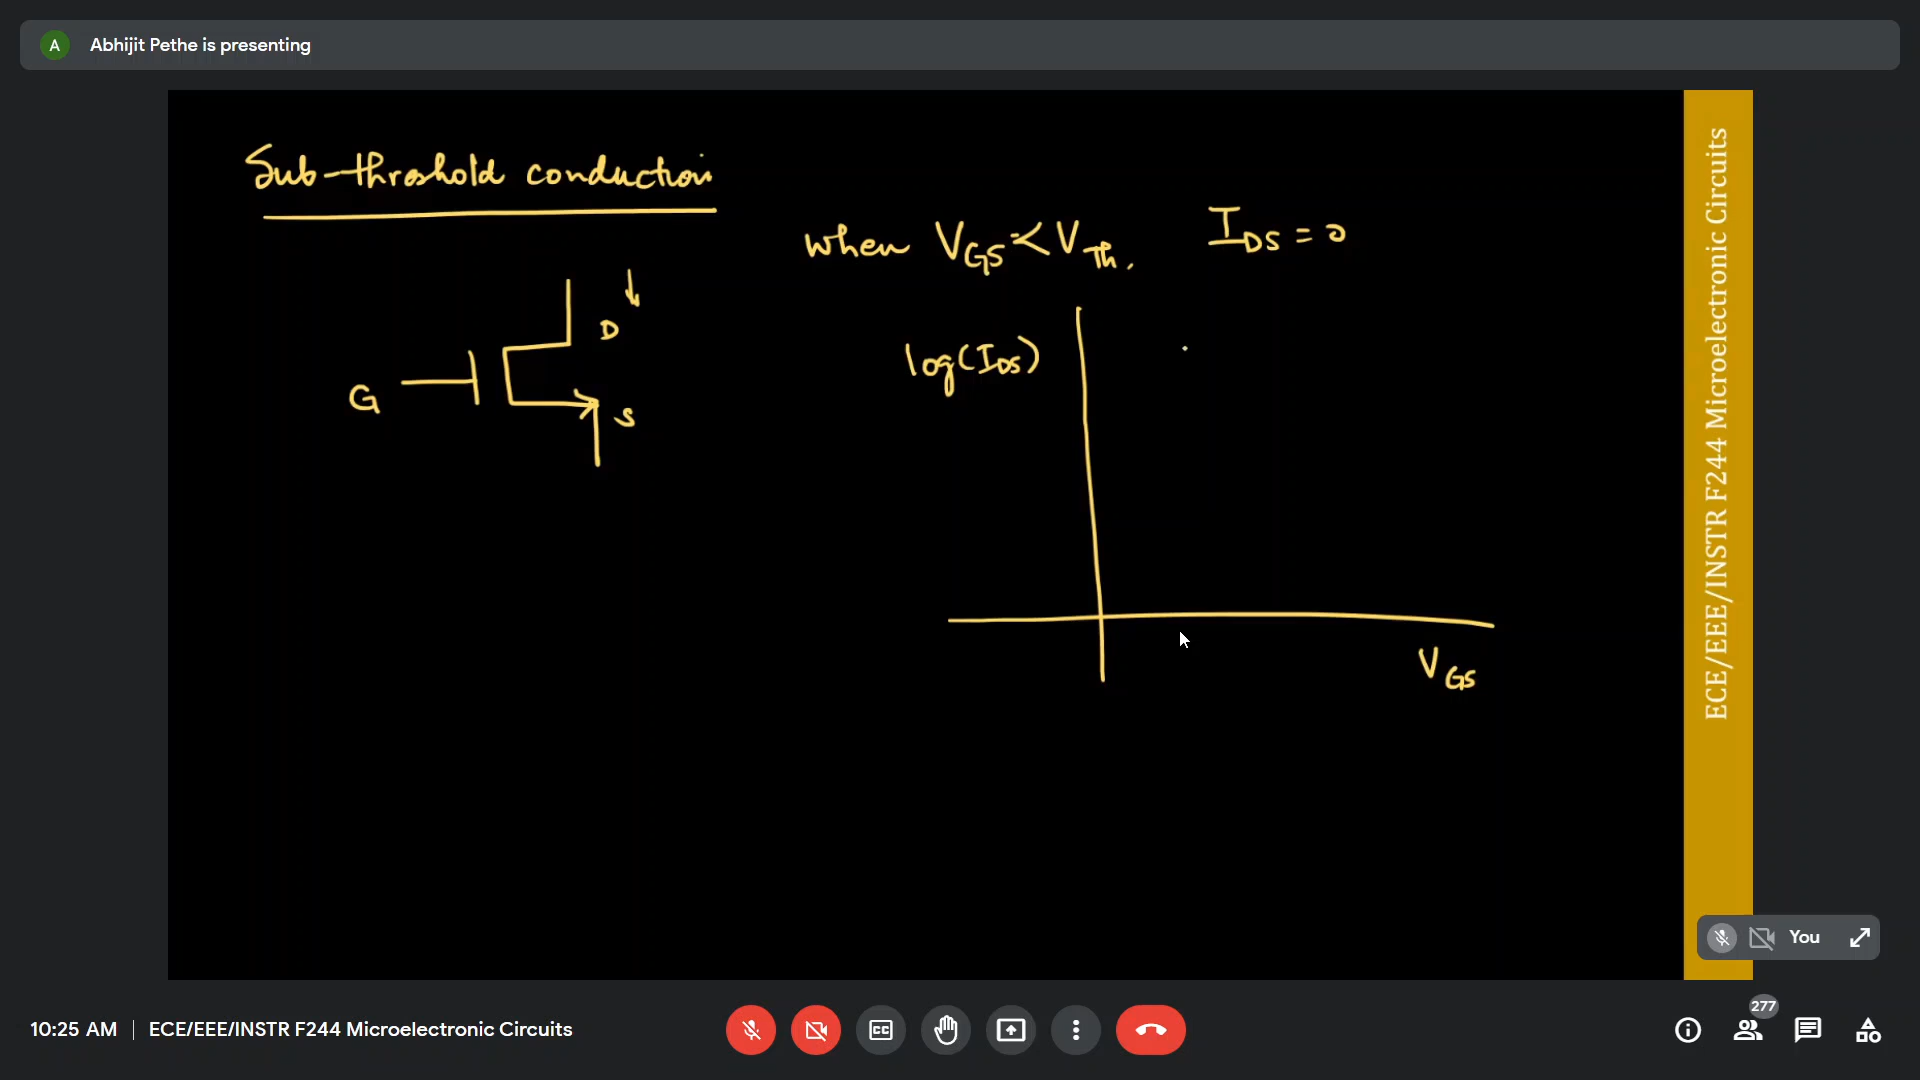 A
Abhijit Pethe is presenting
Sub-threshold conduction
when VGS < VTh. IDS = 0
D
G
S
log(IDS)
VGS
ECE/EEE/INSTR F244 Microelectronic Circuits
You
277
10:25 AM | ECE/EEE/INSTR F244 Microelectronic Circuits
CC